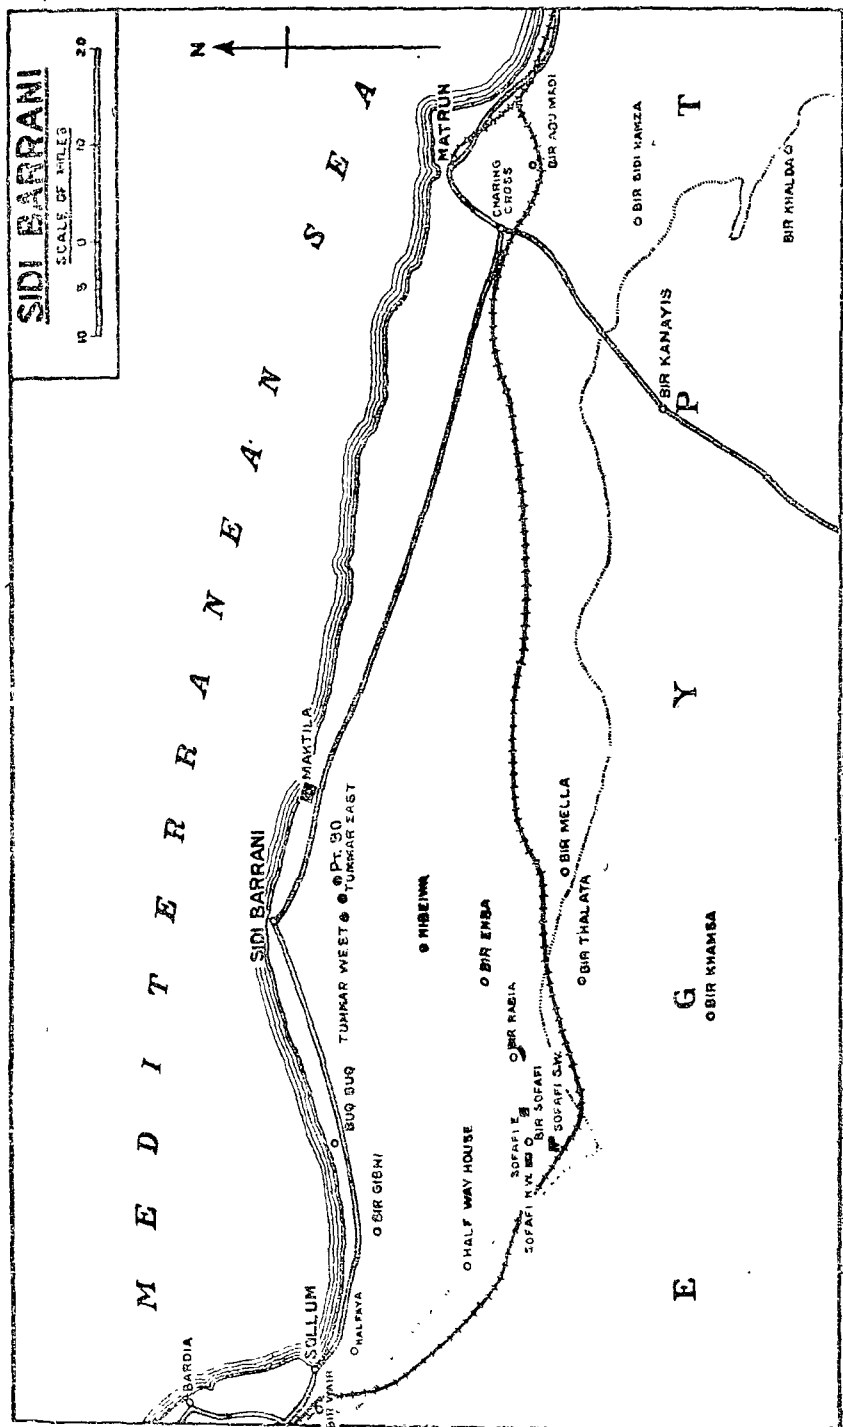 SIDI BARRANI
SCALE OF MILES
10 5 0 10 20
N
MEDITERRANEAN SEA
BARDIA
SOLLUM
BIR WAIR
HALFAYA
BIR GIBNI
BUQ BUQ
SIDI BARRANI
MAKTILA
TUMMAR WEST
PT. 90
TUMMAR EAST
NIBEIWA
MATRUN
CHARING
CROSS
BIR ABU MADI
BIR SIDI HAMZA
BIR KHALDA
BIR KANAYIS
HALF WAY HOUSE
BIR ENBA
BIR RABIA
SOFAFI E
SOFAFI N.W.
BIR SOFAFI
SOFAFI S.W.
BIR MELLA
BIR THALATA
BIR KHAMSA
EGYPT